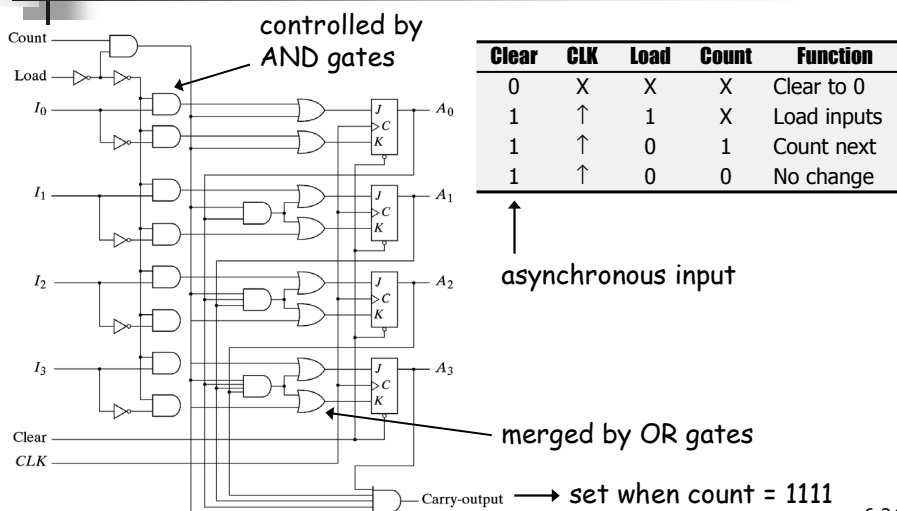 controlled by
AND gates
Count
Load
I0
I1
I2
I3
Clear
CLK
J
C
K
A0
J
C
K
A1
J
C
K
A2
J
C
K
A3
Clear CLK Load Count Function
0 X X X Clear to 0
1 ↑ 1 X Load inputs
1 ↑ 0 1 Count next
1 ↑ 0 0 No change
asynchronous input
merged by OR gates
Carry-output → set when count = 1111